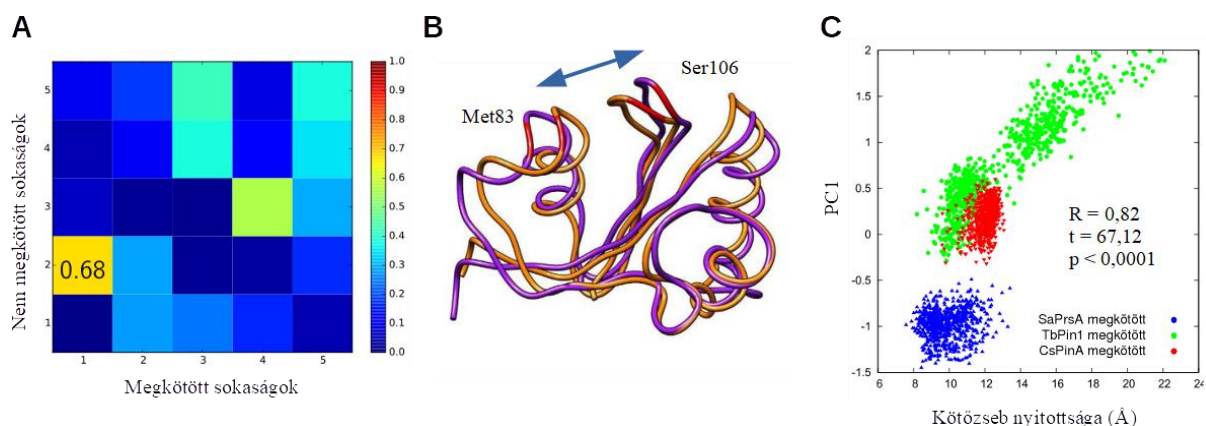 A
Nem megkötött sokaságok
5
4
3
2
1
0.68
1 2 3 4 5
Megkötött sokaságok
1.0
0.9
0.8
0.7
0.6
0.5
0.4
0.3
0.2
0.1
0.0
B
Met83
Ser106
C
PC1
2
1.5
1
0.5
0
-0.5
-1
-1.5
R = 0,82
t = 67,12
p < 0,0001
SaPrsA megkötött
TbPin1 megkötött
CsPinA megkötött
6 8 10 12 14 16 18 20 22 24
Kötőzseb nyitottsága (Å)